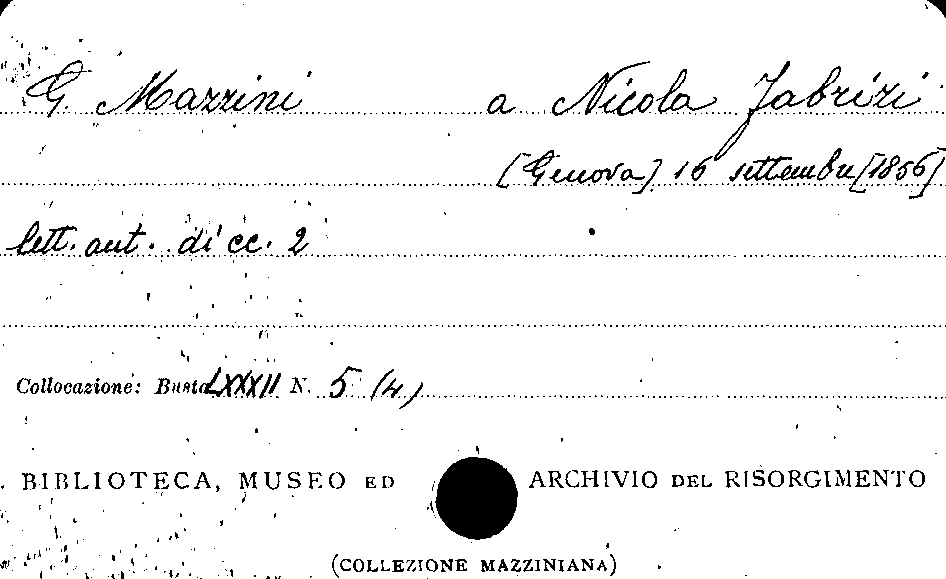 G. Mazzini a Nicola Fabrizi
[Genova] 16 settembre [1856]
lett. aut. di cc. 2
Collocazione: Busta LXXXII N. 5 (4)
BIBLIOTECA, MUSEO ED ARCHIVIO DEL RISORGIMENTO
(COLLEZIONE MAZZINIANA)